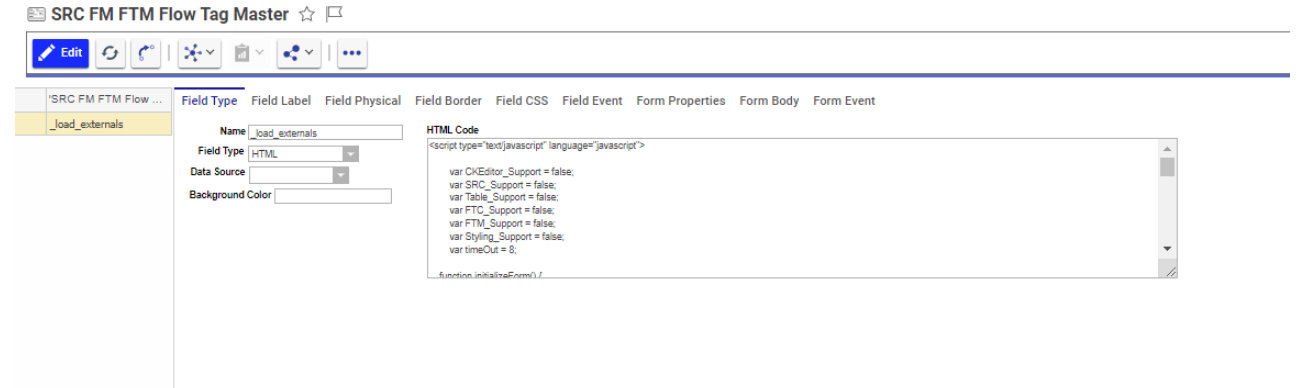 SRC FM FTM Flow Tag Master
Edit
'SRC FM FTM Flow ...
_load_externals
Field Type Field Label Field Physical Field Border Field CSS Field Event Form Properties Form Body Form Event
Name _load_externals
Field Type HTML
Data Source
Background Color
HTML Code
<script type="text/javascript" language="javascript">
var CKEditor_Support = false;
var SRC_Support = false;
var Table_Support = false;
var FTC_Support = false;
var FTM_Support = false;
var Styling_Support = false;
var timeOut = 8;
function initializeForm() {